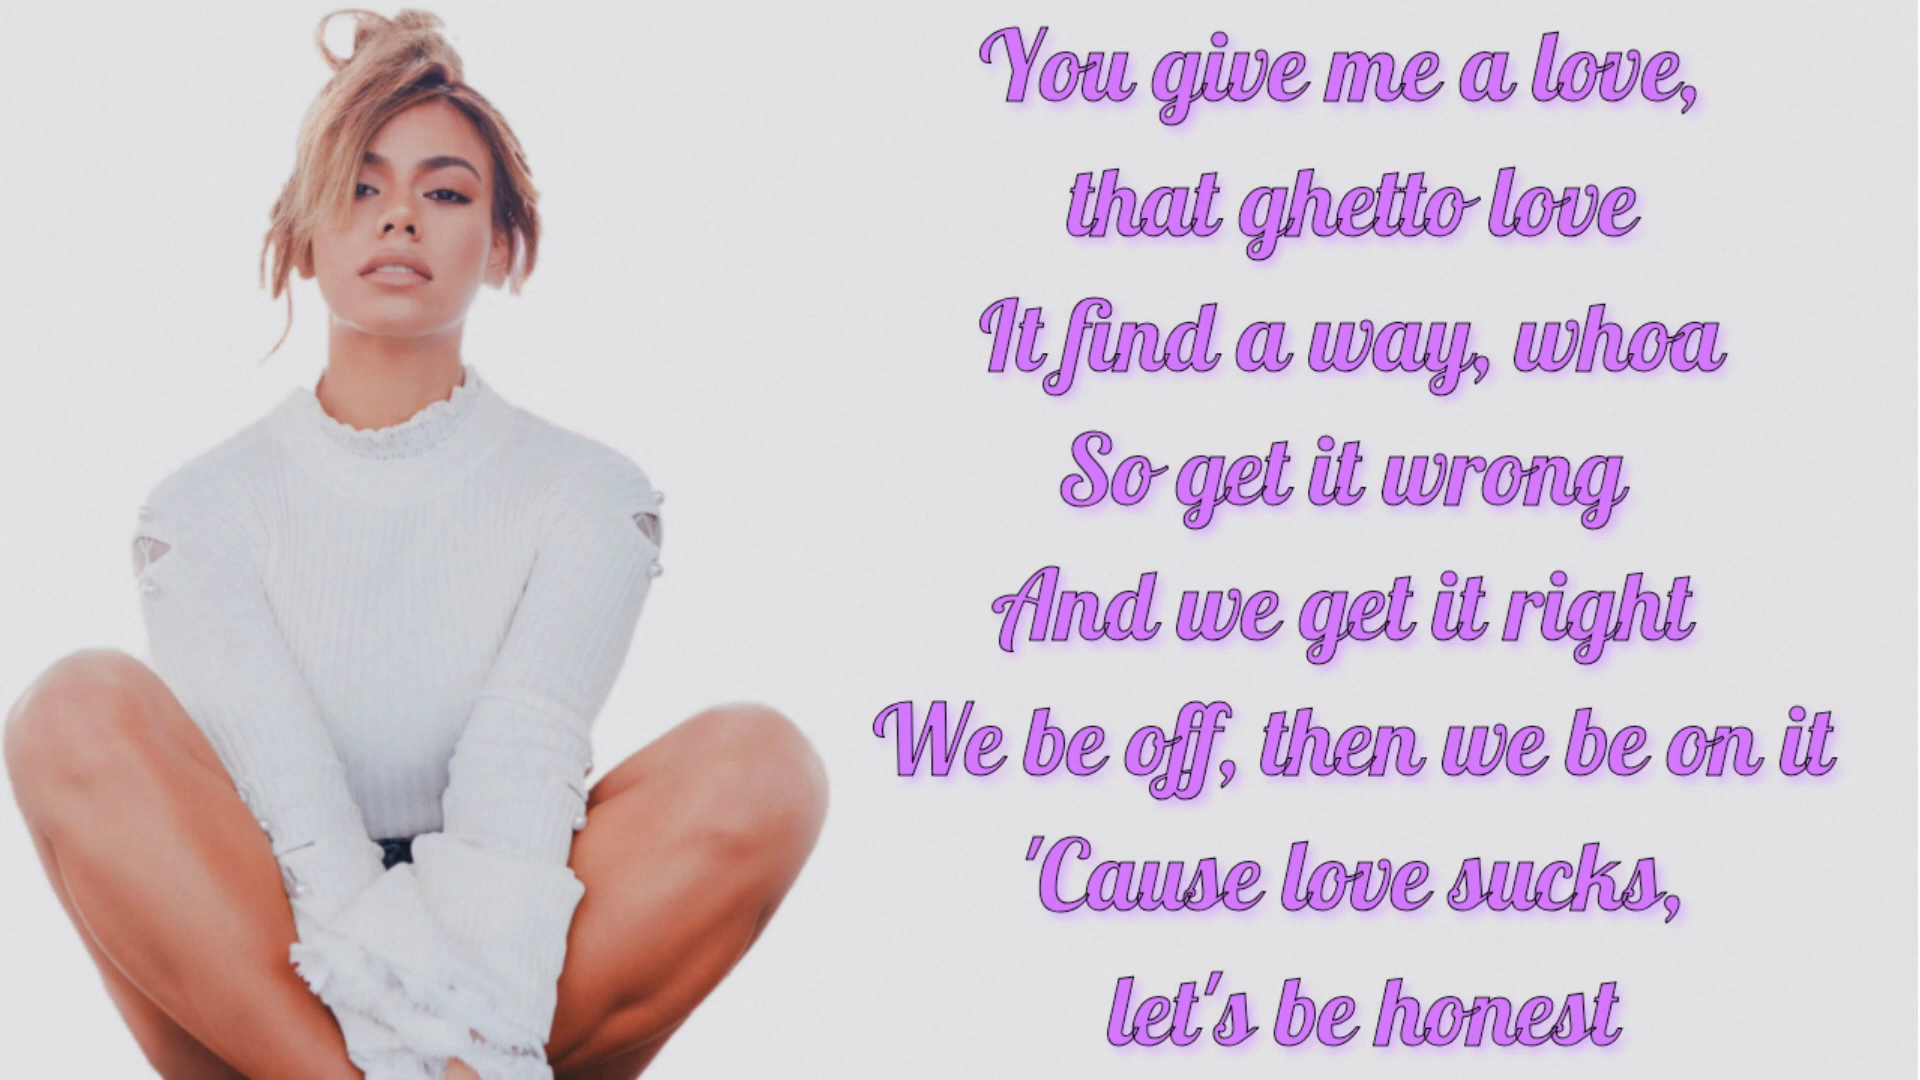 You give me a love,
that ghetto love
It find a way, whoa
So get it wrong
And we get it right
We be off, then we be on it
'Cause love sucks,
let's be honest